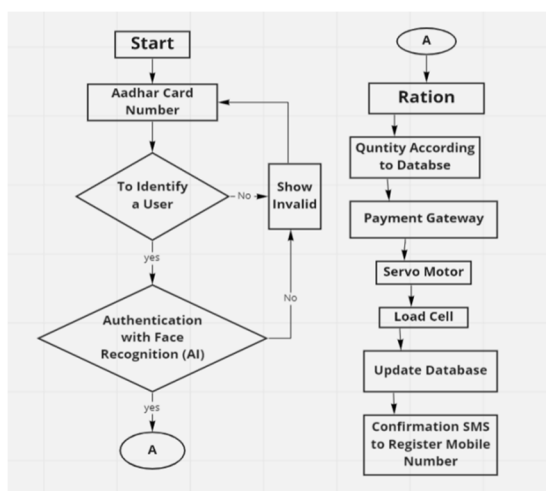 Start
Aadhar Card
Number
To Identify
a User
No
Show
Invalid
yes
Authentication
with Face
Recognition (AI)
No
yes
A
A
Ration
Quntity According
to Databse
Payment Gateway
Servo Motor
Load Cell
Update Database
Confirmation SMS
to Register Mobile
Number